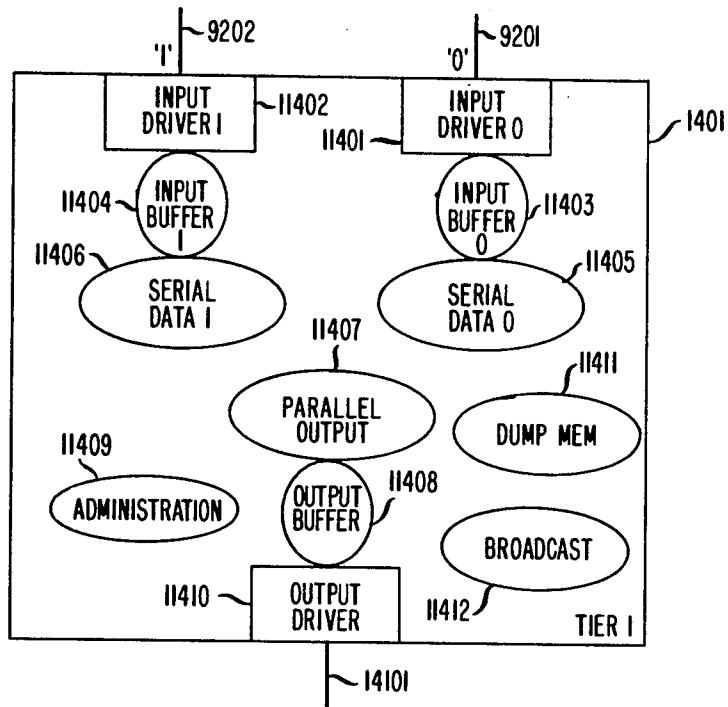 9202
9201
'1'
'0'
INPUT
DRIVER 1
11402
INPUT
DRIVER 0
11401
1401
11404
INPUT
BUFFER
1
INPUT
BUFFER
0
11403
11406
SERIAL
DATA 1
SERIAL
DATA 0
11405
11407
PARALLEL
OUTPUT
11411
DUMP MEM
11409
ADMINISTRATION
OUTPUT
BUFFER
11408
BROADCAST
11412
11410
OUTPUT
DRIVER
TIER 1
14101